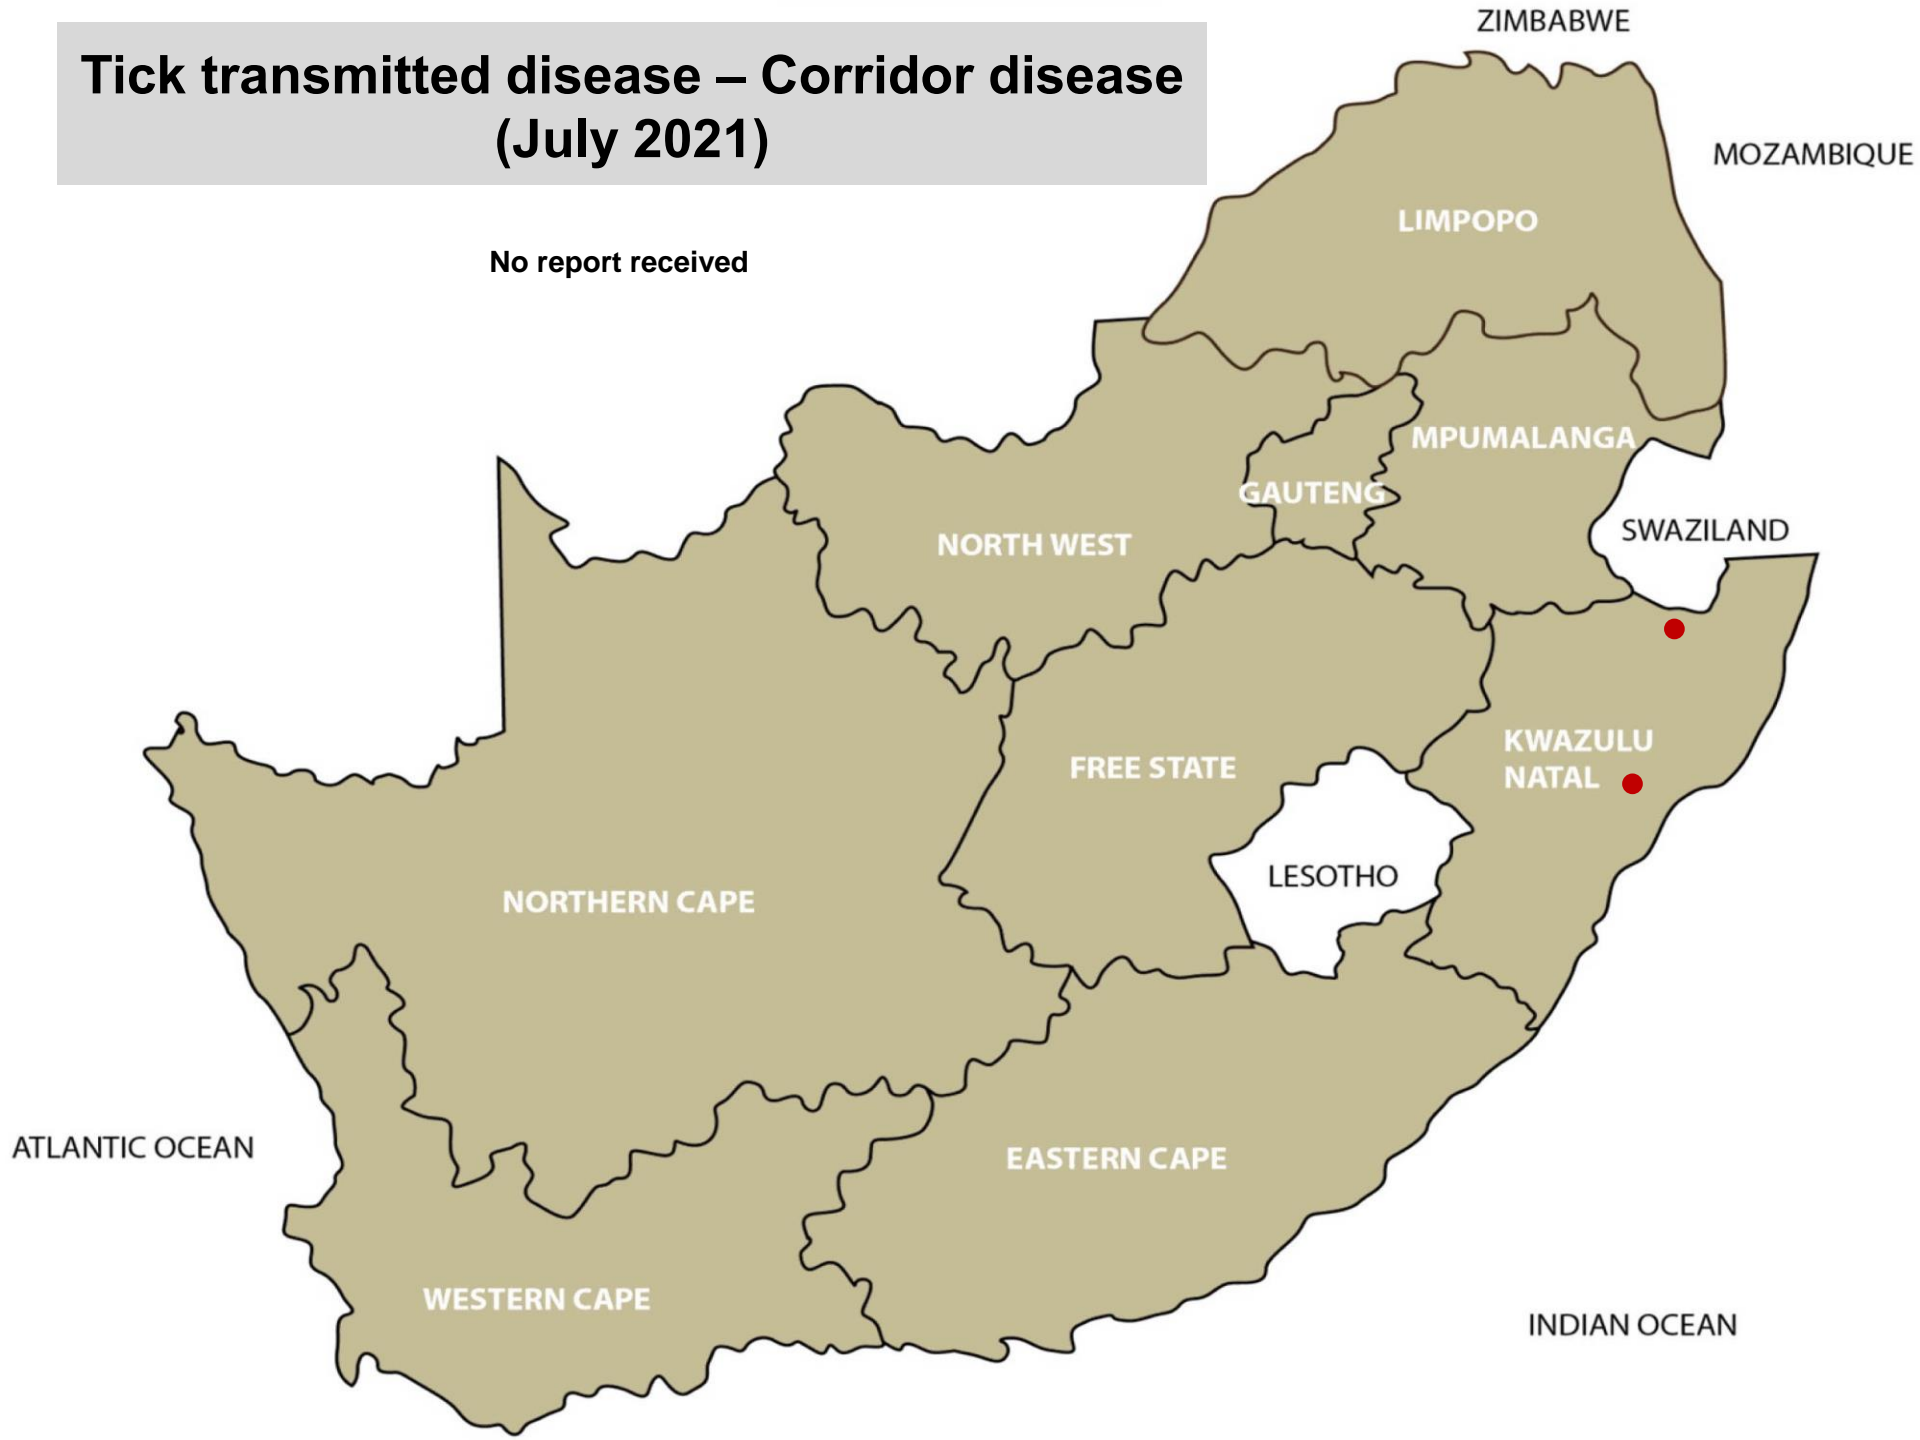 Tick transmitted disease – Corridor disease
(July 2021)
No report received
ZIMBABWE
MOZAMBIQUE
LIMPOPO
MPUMALANGA
GAUTENG
SWAZILAND
NORTH WEST
KWAZULU
NATAL
FREE STATE
LESOTHO
NORTHERN CAPE
ATLANTIC OCEAN
EASTERN CAPE
WESTERN CAPE
INDIAN OCEAN